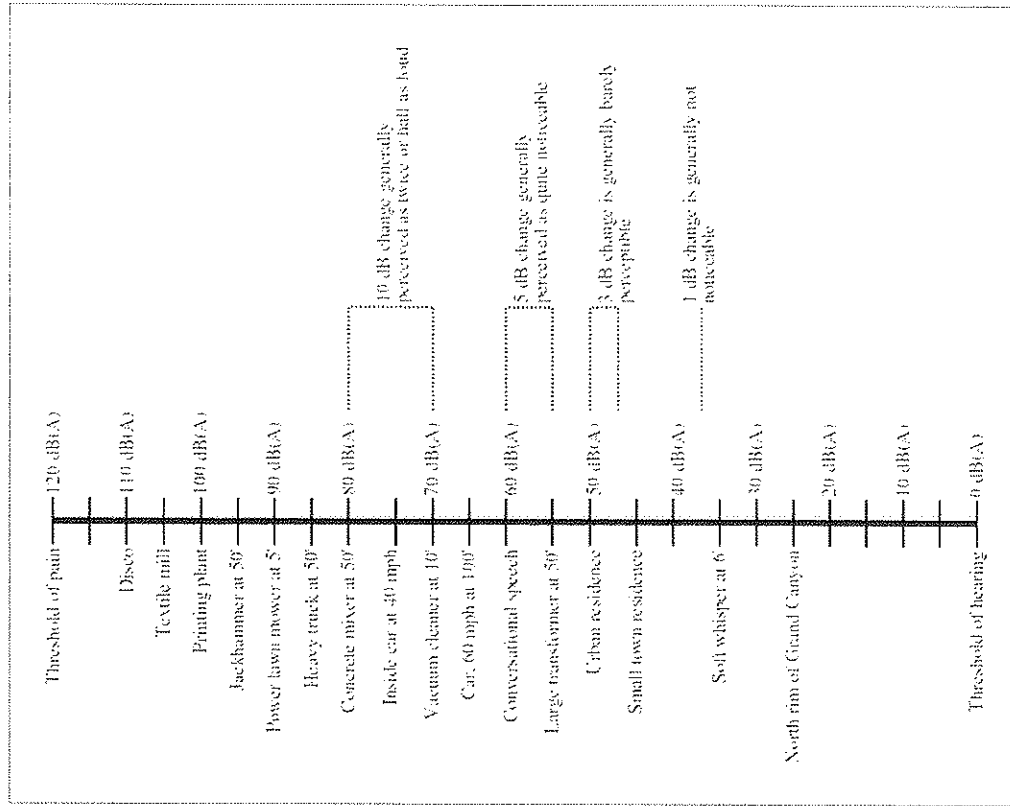 Threshold of pain
120 dB(A)
Disco
110 dB(A)
Textile mill
Printing plant
100 dB(A)
Jackhammer at 50'
Power lawn mower at 5'
90 dB(A)
Heavy truck at 50'
Concrete mixer at 50'
80 dB(A)
10 dB change generally
perceived as twice or half as loud
Inside car at 40 mph
Vacuum cleaner at 10'
70 dB(A)
Car, 60 mph at 100'
Conversational speech
60 dB(A)
5 dB change generally
perceived as quite noticeable
Large transformer at 50'
Urban residence
50 dB(A)
3 dB change is generally barely
perceptible
Small town residence
40 dB(A)
1 dB change is generally not
noticeable
Soft whisper at 6'
30 dB(A)
North rim of Grand Canyon
20 dB(A)
10 dB(A)
Threshold of hearing
0 dB(A)